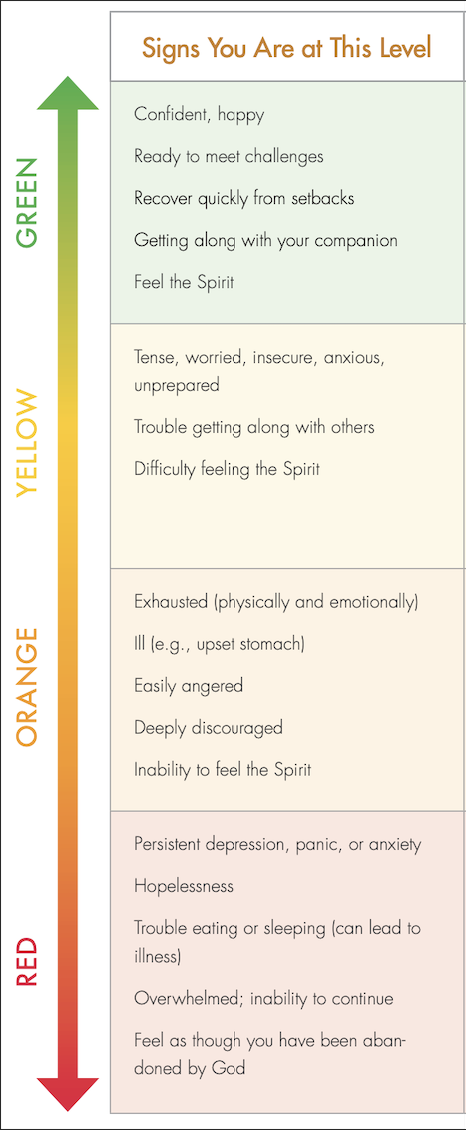 Signs You Are at This Level
GREEN
Confident, happy
Ready to meet challenges
Recover quickly from setbacks
Getting along with your companion
Feel the Spirit
YELLOW
Tense, worried, insecure, anxious,
unprepared
Trouble getting along with others
Difficulty feeling the Spirit
ORANGE
Exhausted (physically and emotionally)
Ill (e.g., upset stomach)
Easily angered
Deeply discouraged
Inability to feel the Spirit
RED
Persistent depression, panic, or anxiety
Hopelessness
Trouble eating or sleeping (can lead to
illness)
Overwhelmed; inability to continue
Feel as though you have been aban-
doned by God